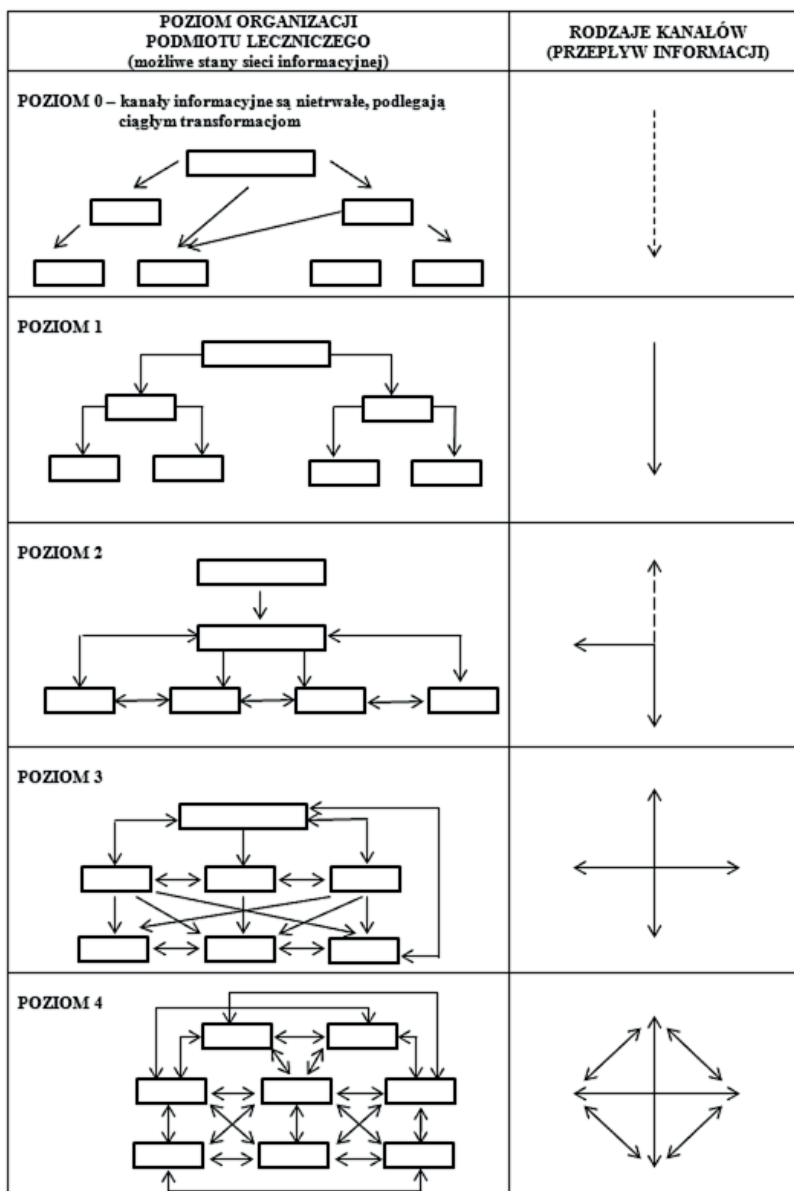 POZIOM ORGANIZACJI
PODMIOTU LECZNICZEGO
(możliwe stany sieci informacyjnej)
RODZAJE KANAŁÓW
(PRZEPŁYW INFORMACJI)
POZIOM 0 – kanały informacyjne są nietrwałe, podlegają
ciągłym transformacjom
POZIOM 1
POZIOM 2
POZIOM 3
POZIOM 4